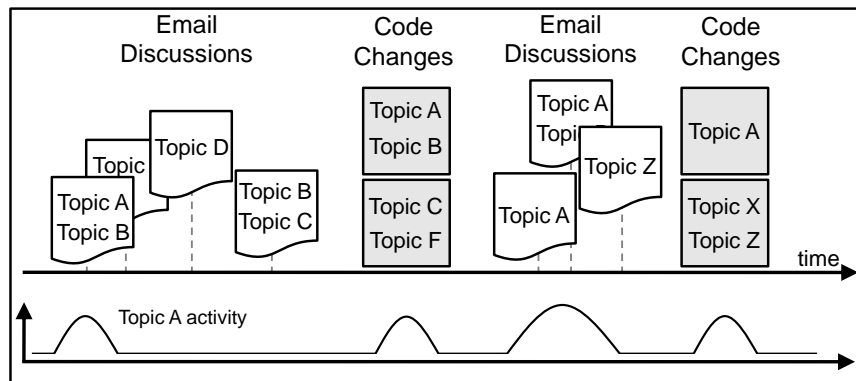 Email
Discussions
Code
Changes
Email
Discussions
Code
Changes
Topic
Topic D
Topic A
Topic B
Topic B
Topic C
Topic A
Topic B
Topic C
Topic F
Topic A
Topic
Topic Z
Topic A
Topic A
Topic X
Topic Z
time
Topic A activity